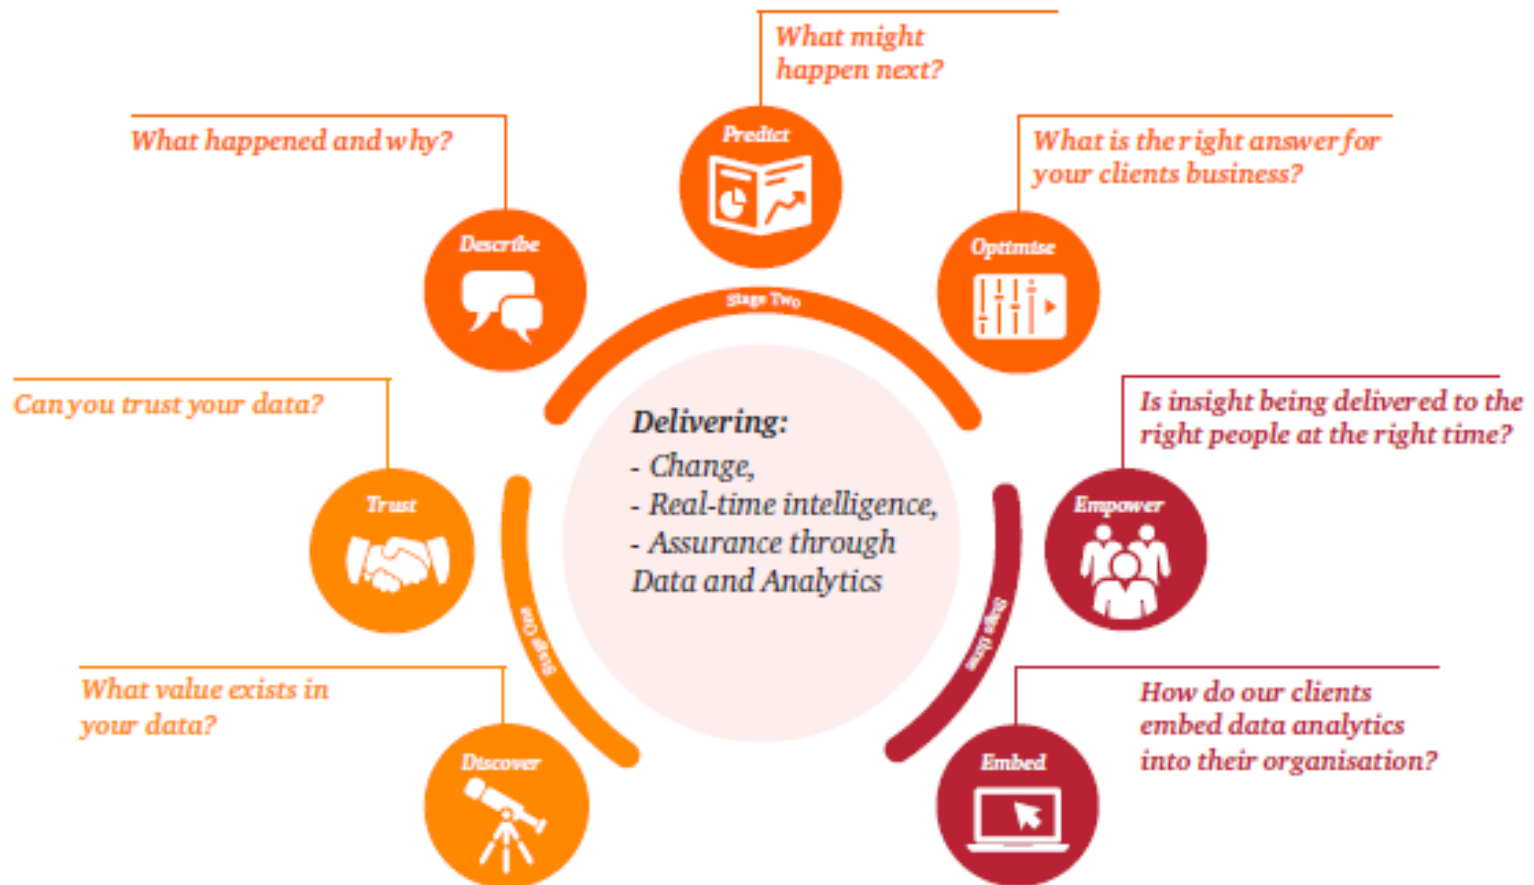 What might
happen next?
Predict
What happened and why?
Describe
What is the right answer for
your clients business?
Optimise
Stage Two
Can you trust your data?
Trust
Delivering:
- Change,
- Real-time intelligence,
- Assurance through
Data and Analytics
Is insight being delivered to the
right people at the right time?
Empower
Stage One
Stage three
What value exists in
your data?
Discover
How do our clients
embed data analytics
into their organisation?
Embed